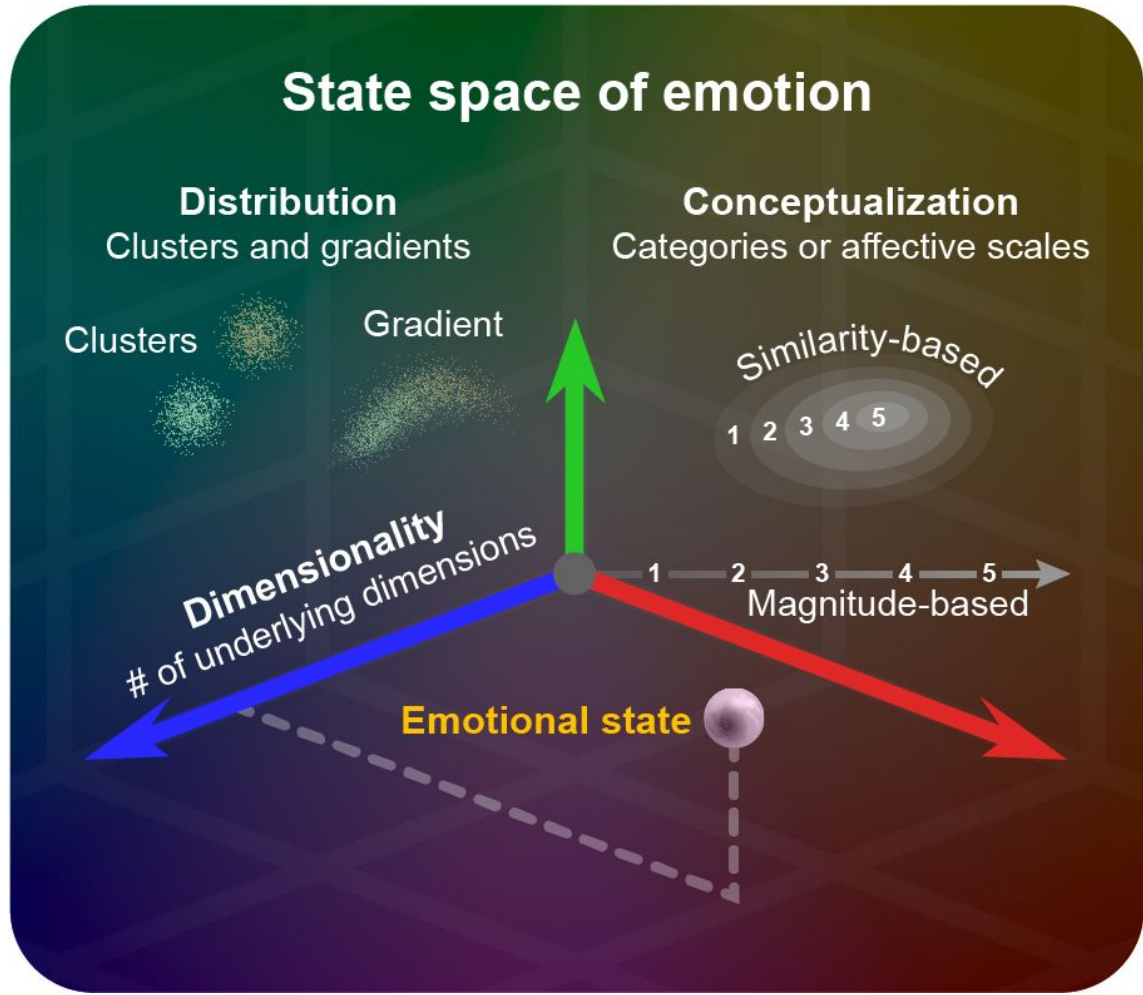 State space of emotion
Distribution
Clusters and gradients
Clusters
Gradient
Conceptualization
Categories or affective scales
Similarity-based
1 2 3 4 5
1 2 3 4 5
Magnitude-based
Dimensionality
# of underlying dimensions
Emotional state